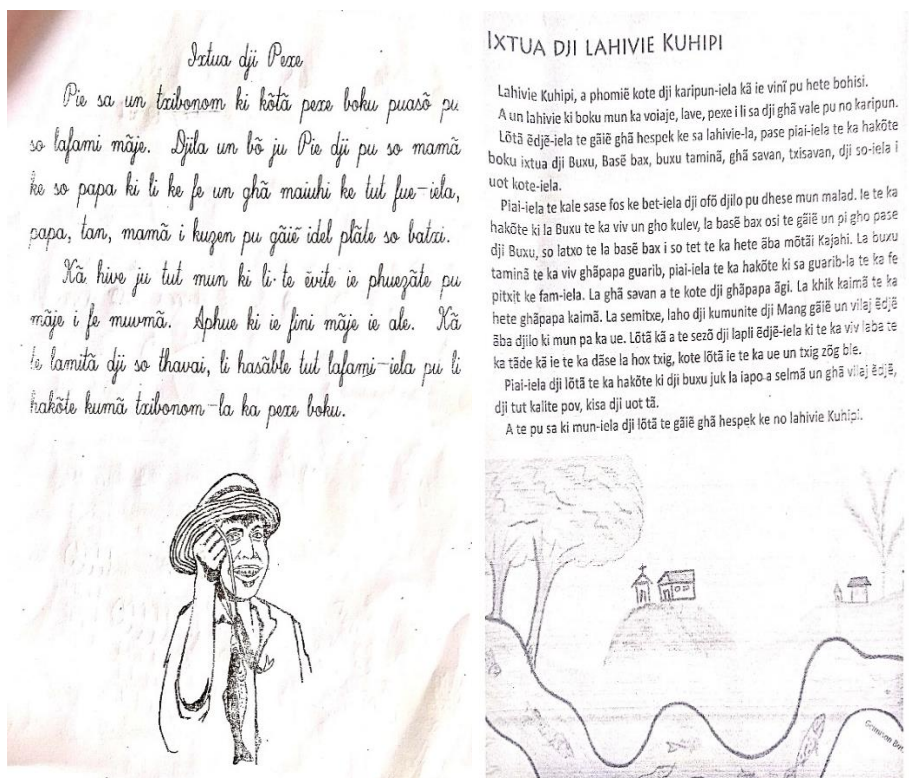 Ixtua dji Pexe
Pie sa un txibonom ki kõtã pexe boku puasõ pu
so lafami mãje. Djila un bõ ju Pie dji pu so mamã
ke so papa ki li ke fe un ghã maiuhi ke tut fue-iela,
papa, tan, mamã i kuzen pu gãiẽ idel plãte so batxi.
Kã hive ju tut mun ki li te ẽvite ie phuezãte pu
mãje i fe muvmã. Aphue ki ie fini mãje ie ale. Kã
te lamitã dji so thavai, li hasãble tut lafami-iela pu li
hakõte kumã txibonom-la ka pexe boku.
IXTUA DJI LAHIVIE KUHIPI
Lahivie Kuhipi, a phomiẽ kote dji karipun-iela kã ie vinĩ pu hete bohisi.
A un lahivie ki boku mun ka voiaje, lave, pexe i li sa dji ghã vale pu no karipun.
Lõtã ẽdjẽ-iela te gãiẽ ghã hespek ke sa lahivie-la, pase piai-iela te ka hakõte
boku ixtua dji Buxu, Basẽ bax, buxu taminã, ghã savan, txisavan, dji so-iela i
uot kote-iela.
Piai-iela te kale sase fos ke bet-iela dji ofõ djilo pu dhese mun malad. Ie te ka
hakõte ki la Buxu te ka viv un gho kulev, la basẽ bax osi te gãiẽ un pi gho pase
dji Buxu, so latxo te la basẽ bax i so tet te ka hete ãba mõtãi Kajahi. La buxu
taminã te ka viv ghãpapa guarib, piai-iela te ka hakõte ki sa guarib-la te ka fe
pitxit ke fam-iela. La ghã savan a te kote dji ghãpapa ãgi. La khik kaimã te ka
hete ghãpapa kaimã. La semitxe, laho dji kumunite dji Mang gãiẽ un vilaj ẽdjẽ
ãba djilo ki mun pa ka ue. Lõtã kã a te sezõ dji lapli ẽdjẽ-iela ki te ka viv laba te
ka tãde kã ie te ka dãse la hox txig, kote lõtã ie te ka ue un txig zõg ble.
Piai-iela dji lõtã te ka hakõte ki dji buxu juk la iapo a selmã un ghã vilaj ẽdjẽ,
dji tut kalite pov, kisa dji uot tã.
A te pu sa ki mun-iela dji lõtã te gãiẽ ghã hespek ke no lahivie Kuhipi.